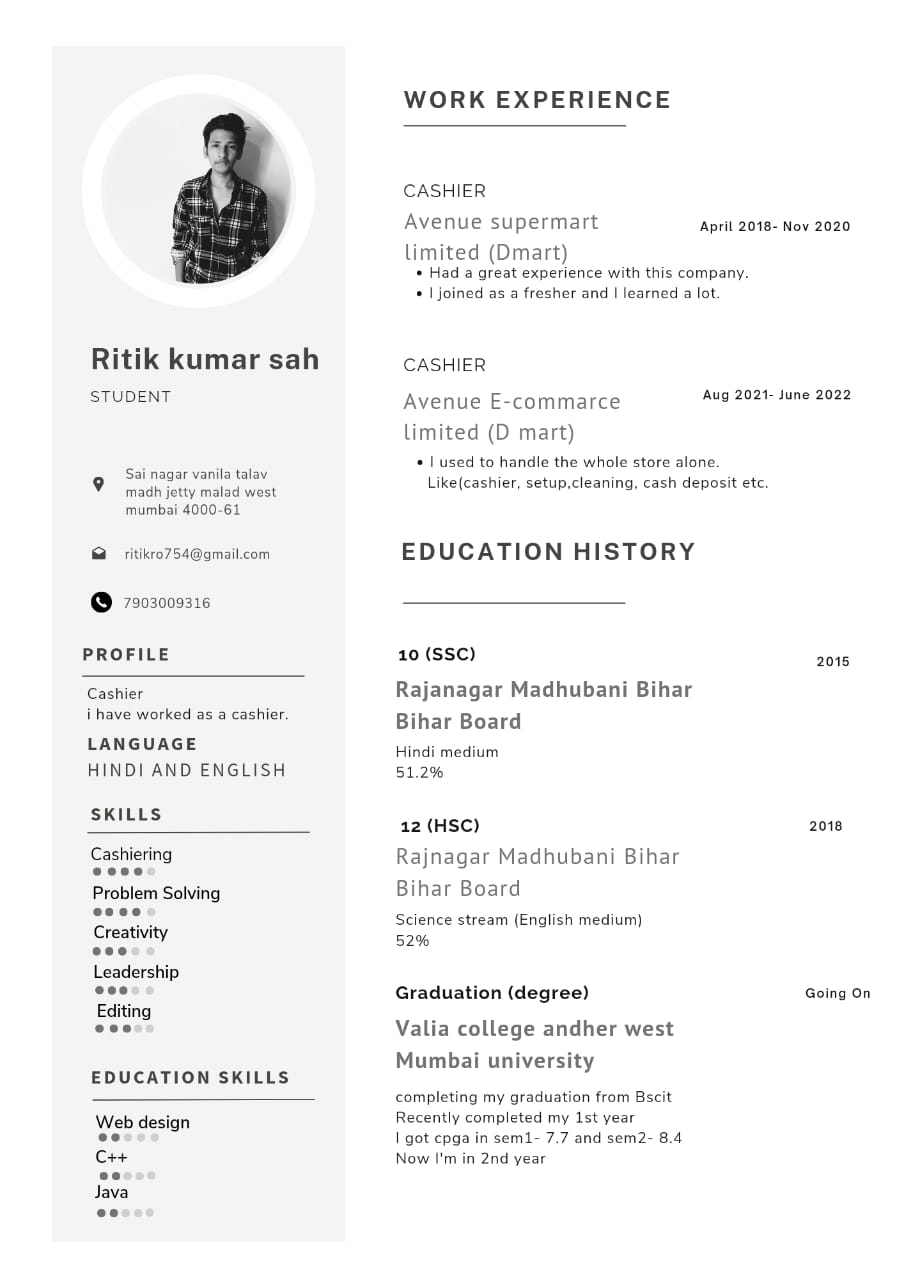 Ritik kumar sah
STUDENT
Sai nagar vanila talav
madh jetty malad west
mumbai 4000-61
ritikro754@gmail.com
7903009316
PROFILE
Cashier
i have worked as a cashier.
LANGUAGE
HINDI AND ENGLISH
SKILLS
Cashiering
Problem Solving
Creativity
Leadership
Editing
EDUCATION SKILLS
Web design
C++
Java
WORK EXPERIENCE
CASHIER
Avenue supermart
limited (Dmart)
April 2018- Nov 2020
• Had a great experience with this company.
• I joined as a fresher and I learned a lot.
CASHIER
Avenue E-commarce
limited (D mart)
Aug 2021- June 2022
• I used to handle the whole store alone.
Like(cashier, setup,cleaning, cash deposit etc.
EDUCATION HISTORY
10 (SSC)
2015
Rajanagar Madhubani Bihar
Bihar Board
Hindi medium
51.2%
12 (HSC)
2018
Rajnagar Madhubani Bihar
Bihar Board
Science stream (English medium)
52%
Graduation (degree)
Going On
Valia college andher west
Mumbai university
completing my graduation from Bscit
Recently completed my 1st year
I got cpga in sem1- 7.7 and sem2- 8.4
Now I'm in 2nd year